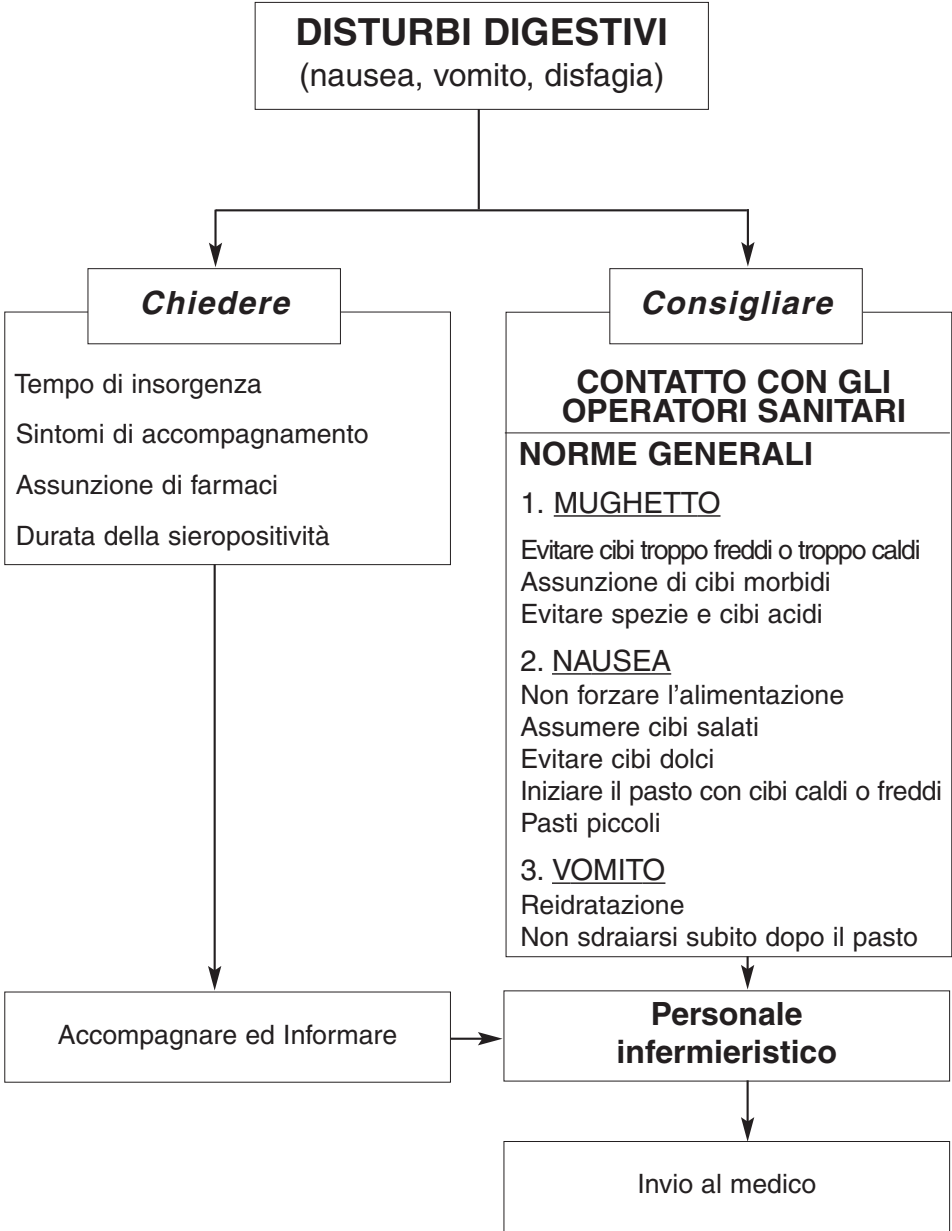 DISTURBI DIGESTIVI
(nausea, vomito, disfagia)
Chiedere
Tempo di insorgenza
Sintomi di accompagnamento
Assunzione di farmaci
Durata della sieropositività
Consigliare
CONTATTO CON GLI
OPERATORI SANITARI
NORME GENERALI
1. MUGHETTO
Evitare cibi troppo freddi o troppo caldi
Assunzione di cibi morbidi
Evitare spezie e cibi acidi
2. NAUSEA
Non forzare l'alimentazione
Assumere cibi salati
Evitare cibi dolci
Iniziare il pasto con cibi caldi o freddi
Pasti piccoli
3. VOMITO
Reidratazione
Non sdraiarsi subito dopo il pasto
Accompagnare ed Informare
Personale
infermieristico
Invio al medico